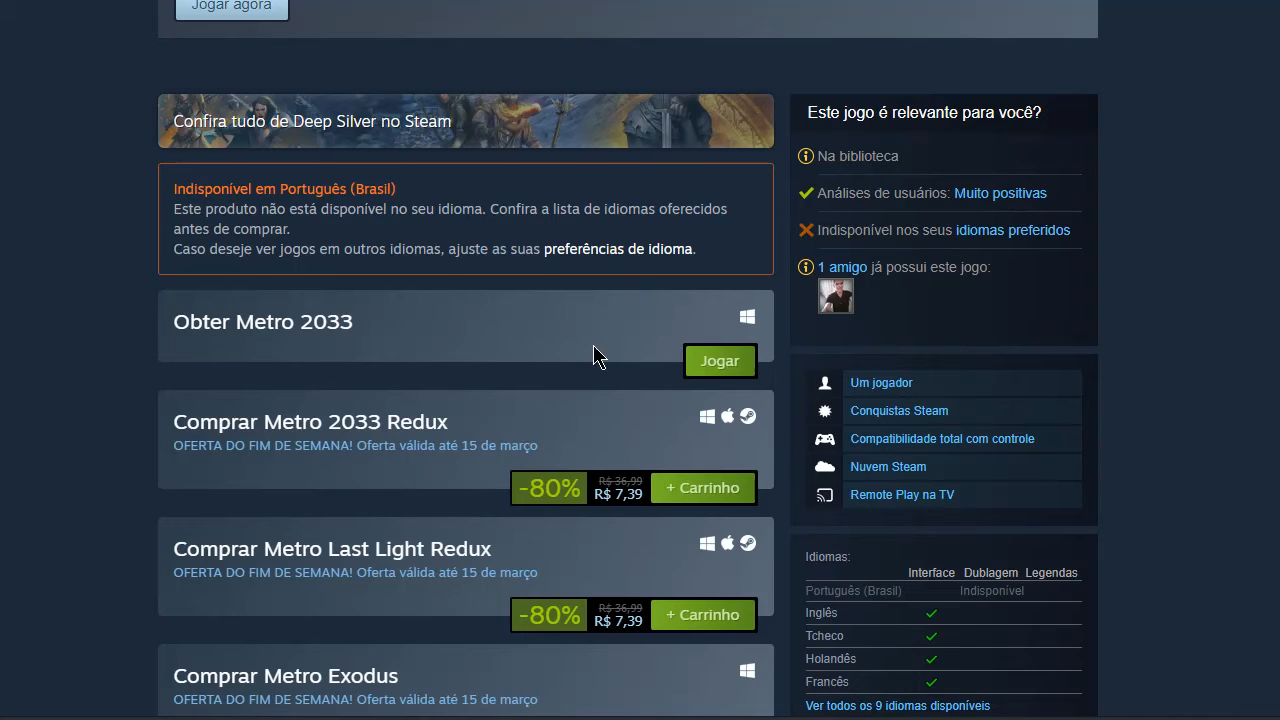 Jogar agora
Confira tudo de Deep Silver no Steam
Indisponível em Português (Brasil)
Este produto não está disponível no seu idioma. Confira a lista de idiomas oferecidos
antes de comprar.
Caso deseje ver jogos em outros idiomas, ajuste as suas preferências de idioma.
Obter Metro 2033
Jogar
Comprar Metro 2033 Redux
OFERTA DO FIM DE SEMANA! Oferta válida até 15 de março
-80%
R$ 36,99
R$ 7,39
+ Carrinho
Comprar Metro Last Light Redux
OFERTA DO FIM DE SEMANA! Oferta válida até 15 de março
-80%
R$ 36,99
R$ 7,39
+ Carrinho
Comprar Metro Exodus
OFERTA DO FIM DE SEMANA! Oferta válida até 15 de março
Este jogo é relevante para você?
Na biblioteca
Análises de usuários: Muito positivas
Indisponível nos seus idiomas preferidos
1 amigo já possui este jogo:
Um jogador
Conquistas Steam
Compatibilidade total com controle
Nuvem Steam
Remote Play na TV
Idiomas:
Interface Dublagem Legendas
Português (Brasil) Indisponível
Inglês
Tcheco
Holandês
Francês
Ver todos os 9 idiomas disponíveis